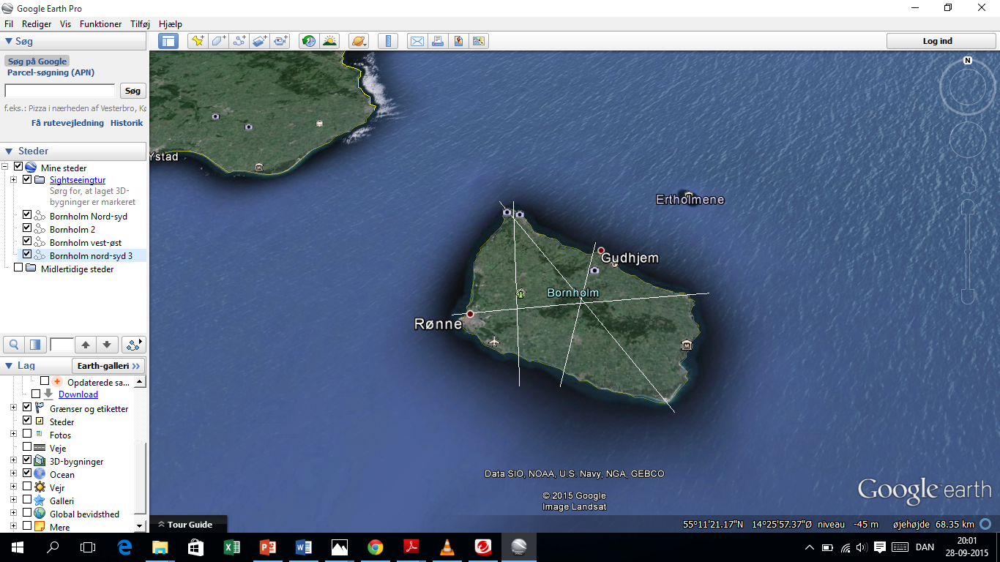 Google Earth Pro
Fil Rediger Vis Funktioner Tilføj Hjælp
Søg
Log ind
Søg på Google
Parcel-søgning (APN)
Søg
f.eks.: Pizza i nærheden af Vesterbro, Kø
Få rutevejledning Historik
Steder
Mine steder
Sightseeingtur
Sørg for, at laget 3D-
bygninger er markeret
Bornholm Nord-syd
Bornholm 2
Bornholm vest-øst
Bornholm nord-syd 3
Midlertidige steder
Lag
Earth-galleri
Opdaterede sa...
Download
Grænser og etiketter
Steder
Fotos
Veje
3D-bygninger
Ocean
Vejr
Galleri
Global bevidsthed
Mere
N
Ystad
Ertholmene
Gudhjem
Bornholm
Rønne
Data SIO, NOAA, U.S. Navy, NGA, GEBCO
© 2015 Google
Image Landsat
Google earth
Tour Guide
55°11'21.17"N 14°25'57.37"Ø niveau -45 m øjehøjde 68.35 km
DAN
20:01
28-09-2015